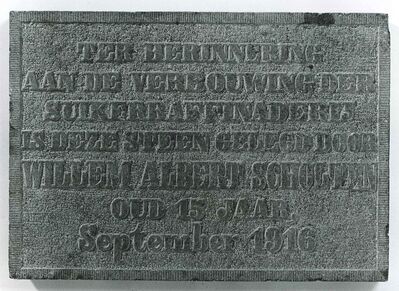 TER HERINNERING
AAN DE VERBOUWING DER
SUIKERRAFFINADERIJ
IS DEZE STEEN GELEGD DOOR
WILLEM ALBERT SCHOLTEN
OUD 15 JAAR.
September 1916